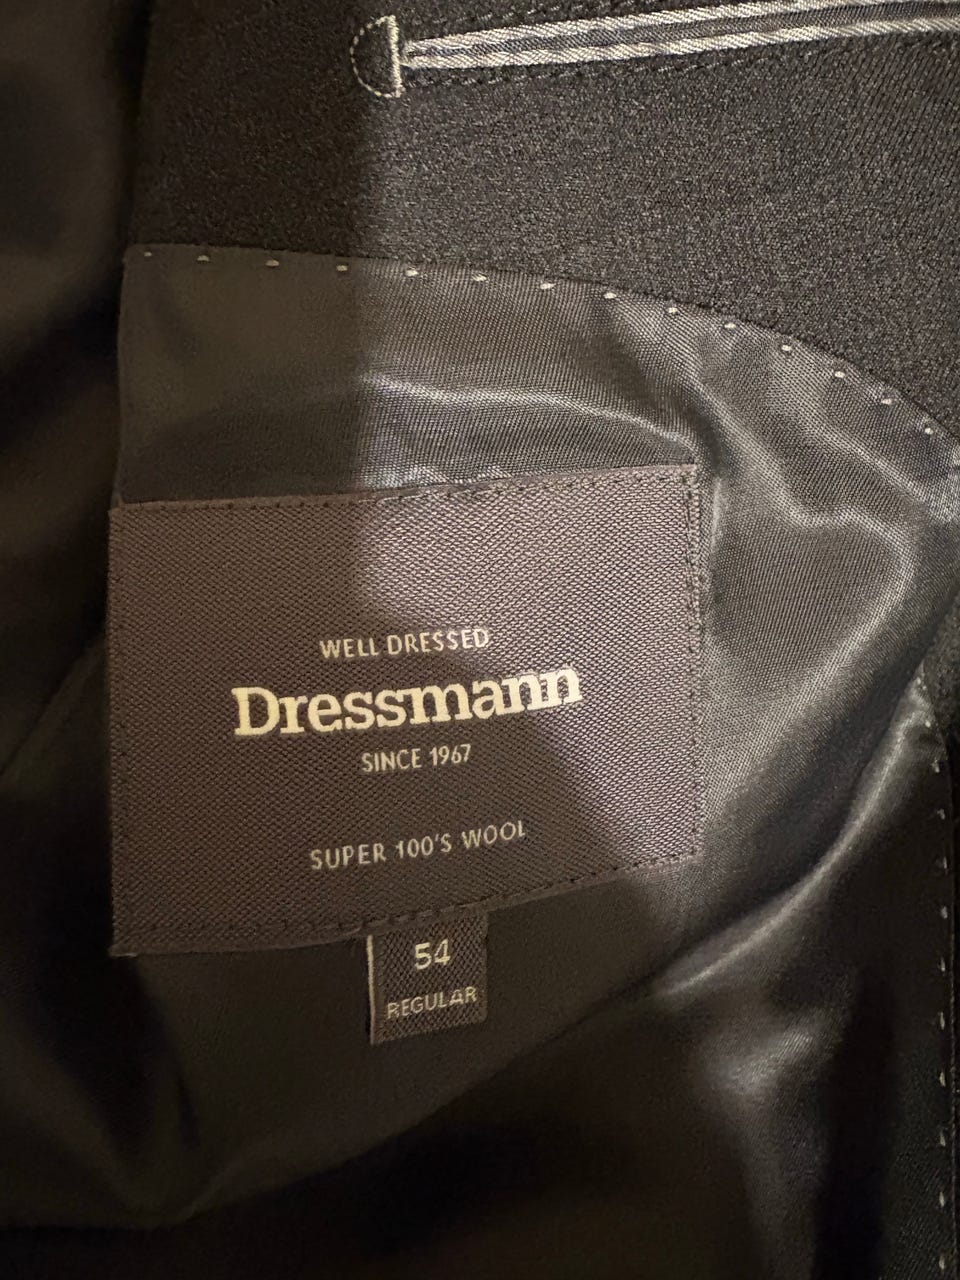 WELL DRESSED
Dressmann
SINCE 1967
SUPER 100'S WOOL
54
REGULAR